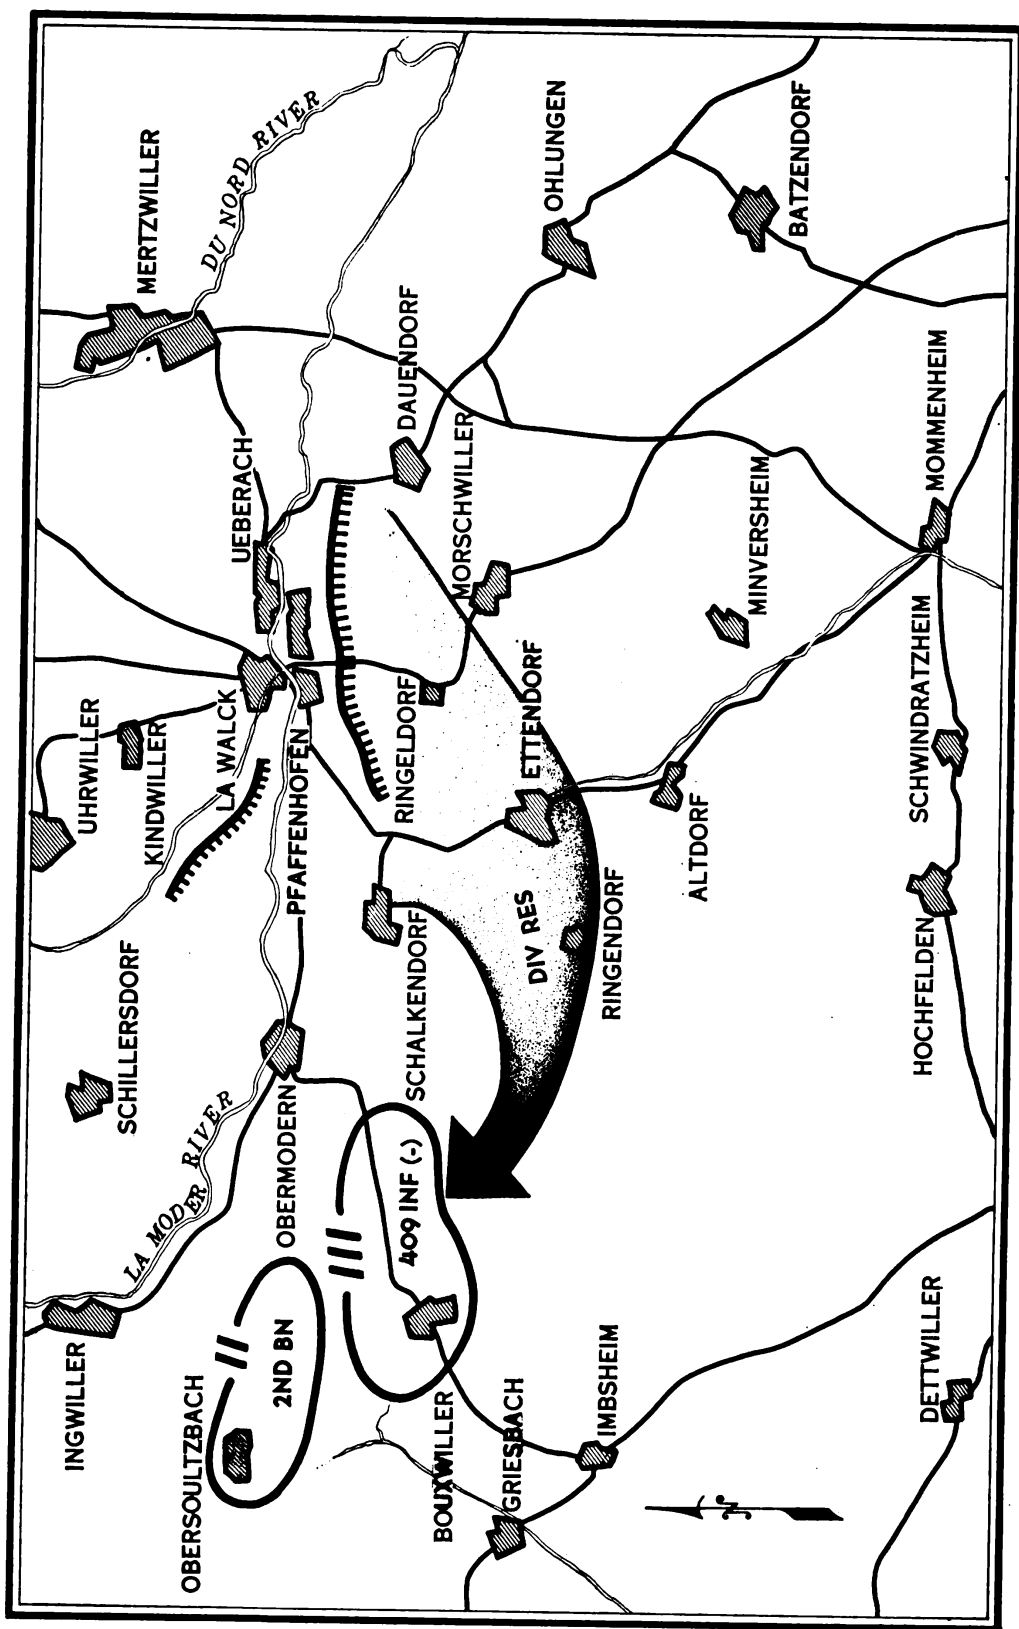 INGWILLER
LA MODER RIVER
SCHILLERSDORF
UHRWILLER
KINDWILLER
MERTZWILLER
DU NORD RIVER
OBERSOULTZBACH
II
2ND BN
OBERMODERN
PFAFFENHOFEN
LA WALCK
UEBERACH
III
409 INF (-)
BOUXWILLER
SCHALKENDORF
RINGELDORF
MORSCHWILLER
DAUENDORF
OHLUNGEN
GRIESBACH
IMBSHEIM
DIV RES
RINGENDORF
ETTENDORF
ALTDORF
MINVERSHEIM
BATZENDORF
DETTWILLER
HOCHFELDEN
SCHWINDRATZHEIM
MOMMENHEIM